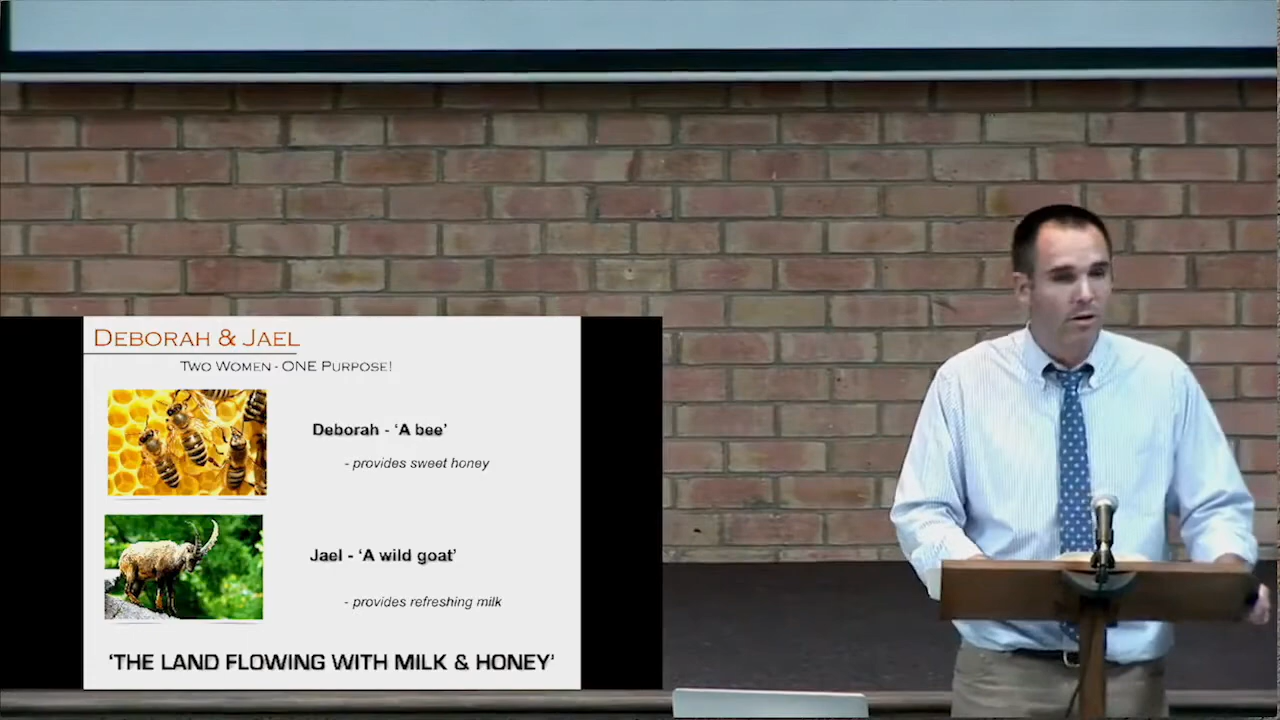 DEBORAH & JAEL
TWO WOMEN - ONE PURPOSE!
Deborah - ‘A bee’
- provides sweet honey
Jael - ‘A wild goat’
- provides refreshing milk
‘THE LAND FLOWING WITH MILK & HONEY’